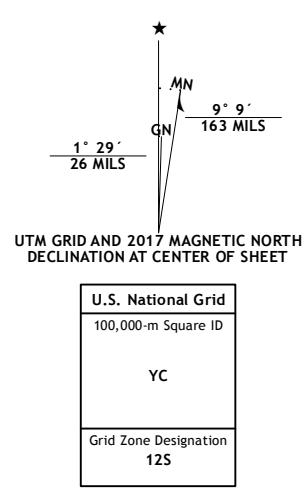 MN
9° 9´
163 MILS
GN
1° 29´
26 MILS
UTM GRID AND 2017 MAGNETIC NORTH
DECLINATION AT CENTER OF SHEET
U.S. National Grid
100,000-m Square ID
YC
Grid Zone Designation
12S